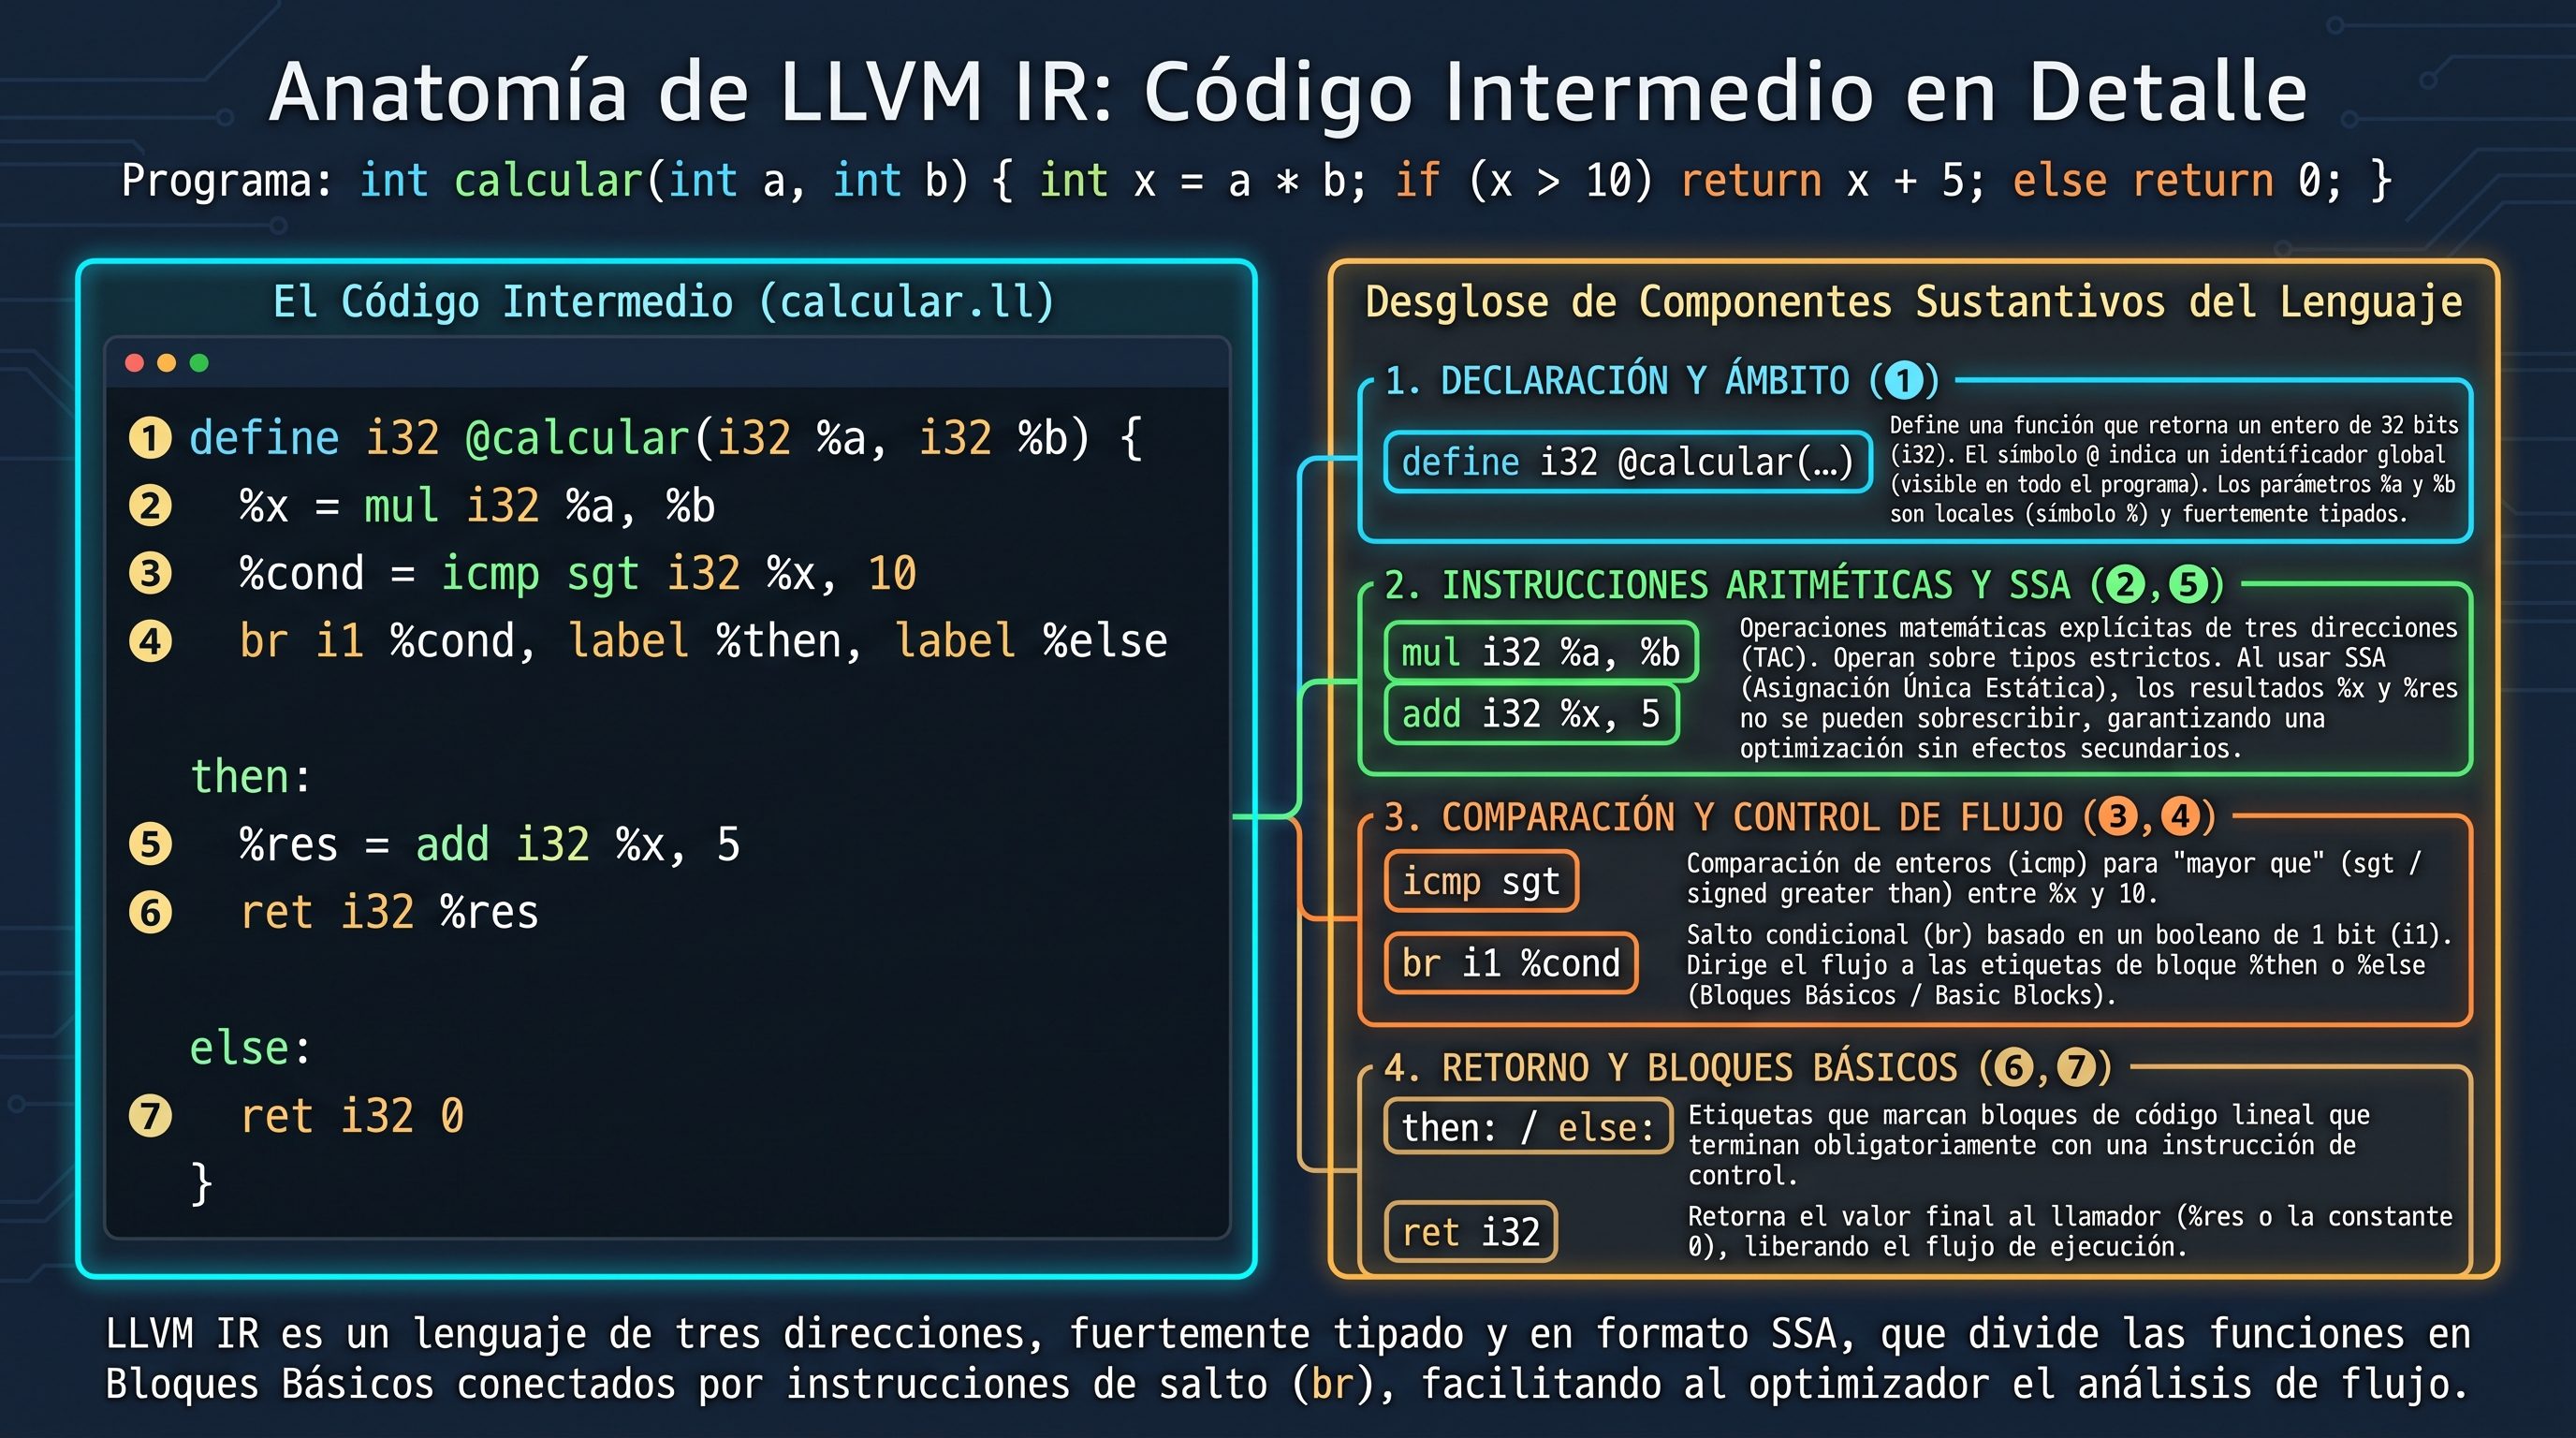 Anatomía de LLVM IR: Código Intermedio en Detalle
Programa: int calcular(int a, int b) { int x = a * b; if (x > 10) return x + 5; else return 0; }
El Código Intermedio (calcular.ll)
1 define i32 @calcular(i32 %a, i32 %b) {
2 %x = mul i32 %a, %b
3 %cond = icmp sgt i32 %x, 10
4 br i1 %cond, label %then, label %else
then:
5 %res = add i32 %x, 5
6 ret i32 %res
else:
7 ret i32 0
}
Desglose de Componentes Sustantivos del Lenguaje
1. DECLARACIÓN Y ÁMBITO (1)
define i32 @calcular(…)
Define una función que retorna un entero de 32 bits
(i32). El símbolo @ indica un identíficador global
(visible en todo el programa). Los parámetros %a y %b
son locales (símbolo %) y fuertemente tipados.
2. INSTRUCCIONES ARITMÉTICAS Y SSA (2,5)
mul i32 %a, %b
add i32 %x, 5
Operaciones matemáticas explícitas de tres direcciones
(TAC). Operan sobre tipos estrictos. Al usar SSA
(Asignación Única Estática), los resultados %x y %res
no se pueden sobrescribir, garantizando una
optimización sin efectos secundarios.
3. COMPARACIÓN Y CONTROL DE FLUJO (3,4)
icmp sgt
Comparación de enteros (icmp) para "mayor que" (sgt /
signed greater than) entre %x y 10.
br i1 %cond
Salto condicional (br) basado en un booleano de 1 bit (i1).
Dirige el flujo a las etiquetas de bloque %then o %else
(Bloques Básicos / Basic Blocks).
4. RETORNO Y BLOQUES BÁSICOS (6,7)
then: / else:
Etiquetas que marcan bloques de código lineal que
terminan obligatoriamente con una instrucción de
control.
ret i32
Retorna el valor final al llamador (%res o la constante
0), liberando el flujo de ejecución.
LLVM IR es un lenguaje de tres direcciones, fuertemente tipado y en formato SSA, que divide las funciones en
Bloques Básicos conectados por instrucciones de salto (br), facilitando al optimizador el análisis de flujo.